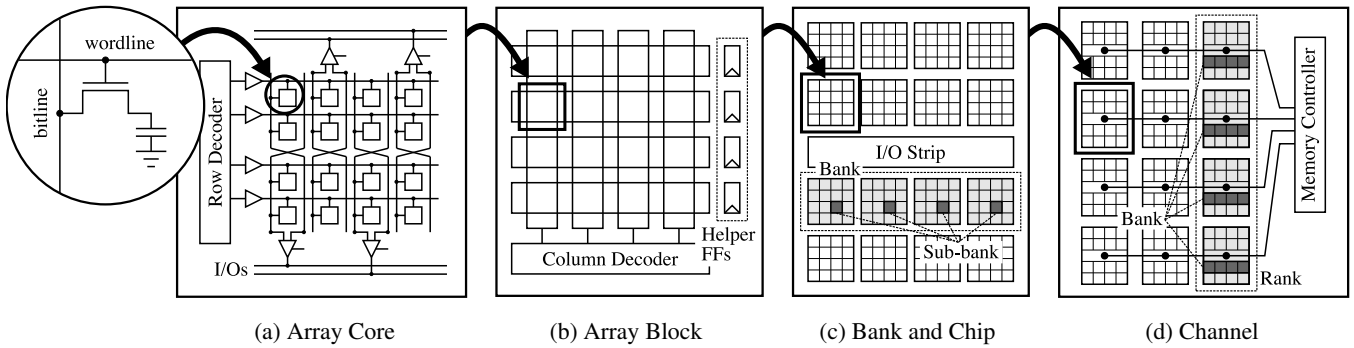 wordline
bitline
Row Decoder
I/Os
(a) Array Core
Helper
FFs
Column Decoder
(b) Array Block
I/O Strip
Bank
Sub-bank
(c) Bank and Chip
Memory Controller
Bank
Rank
(d) Channel